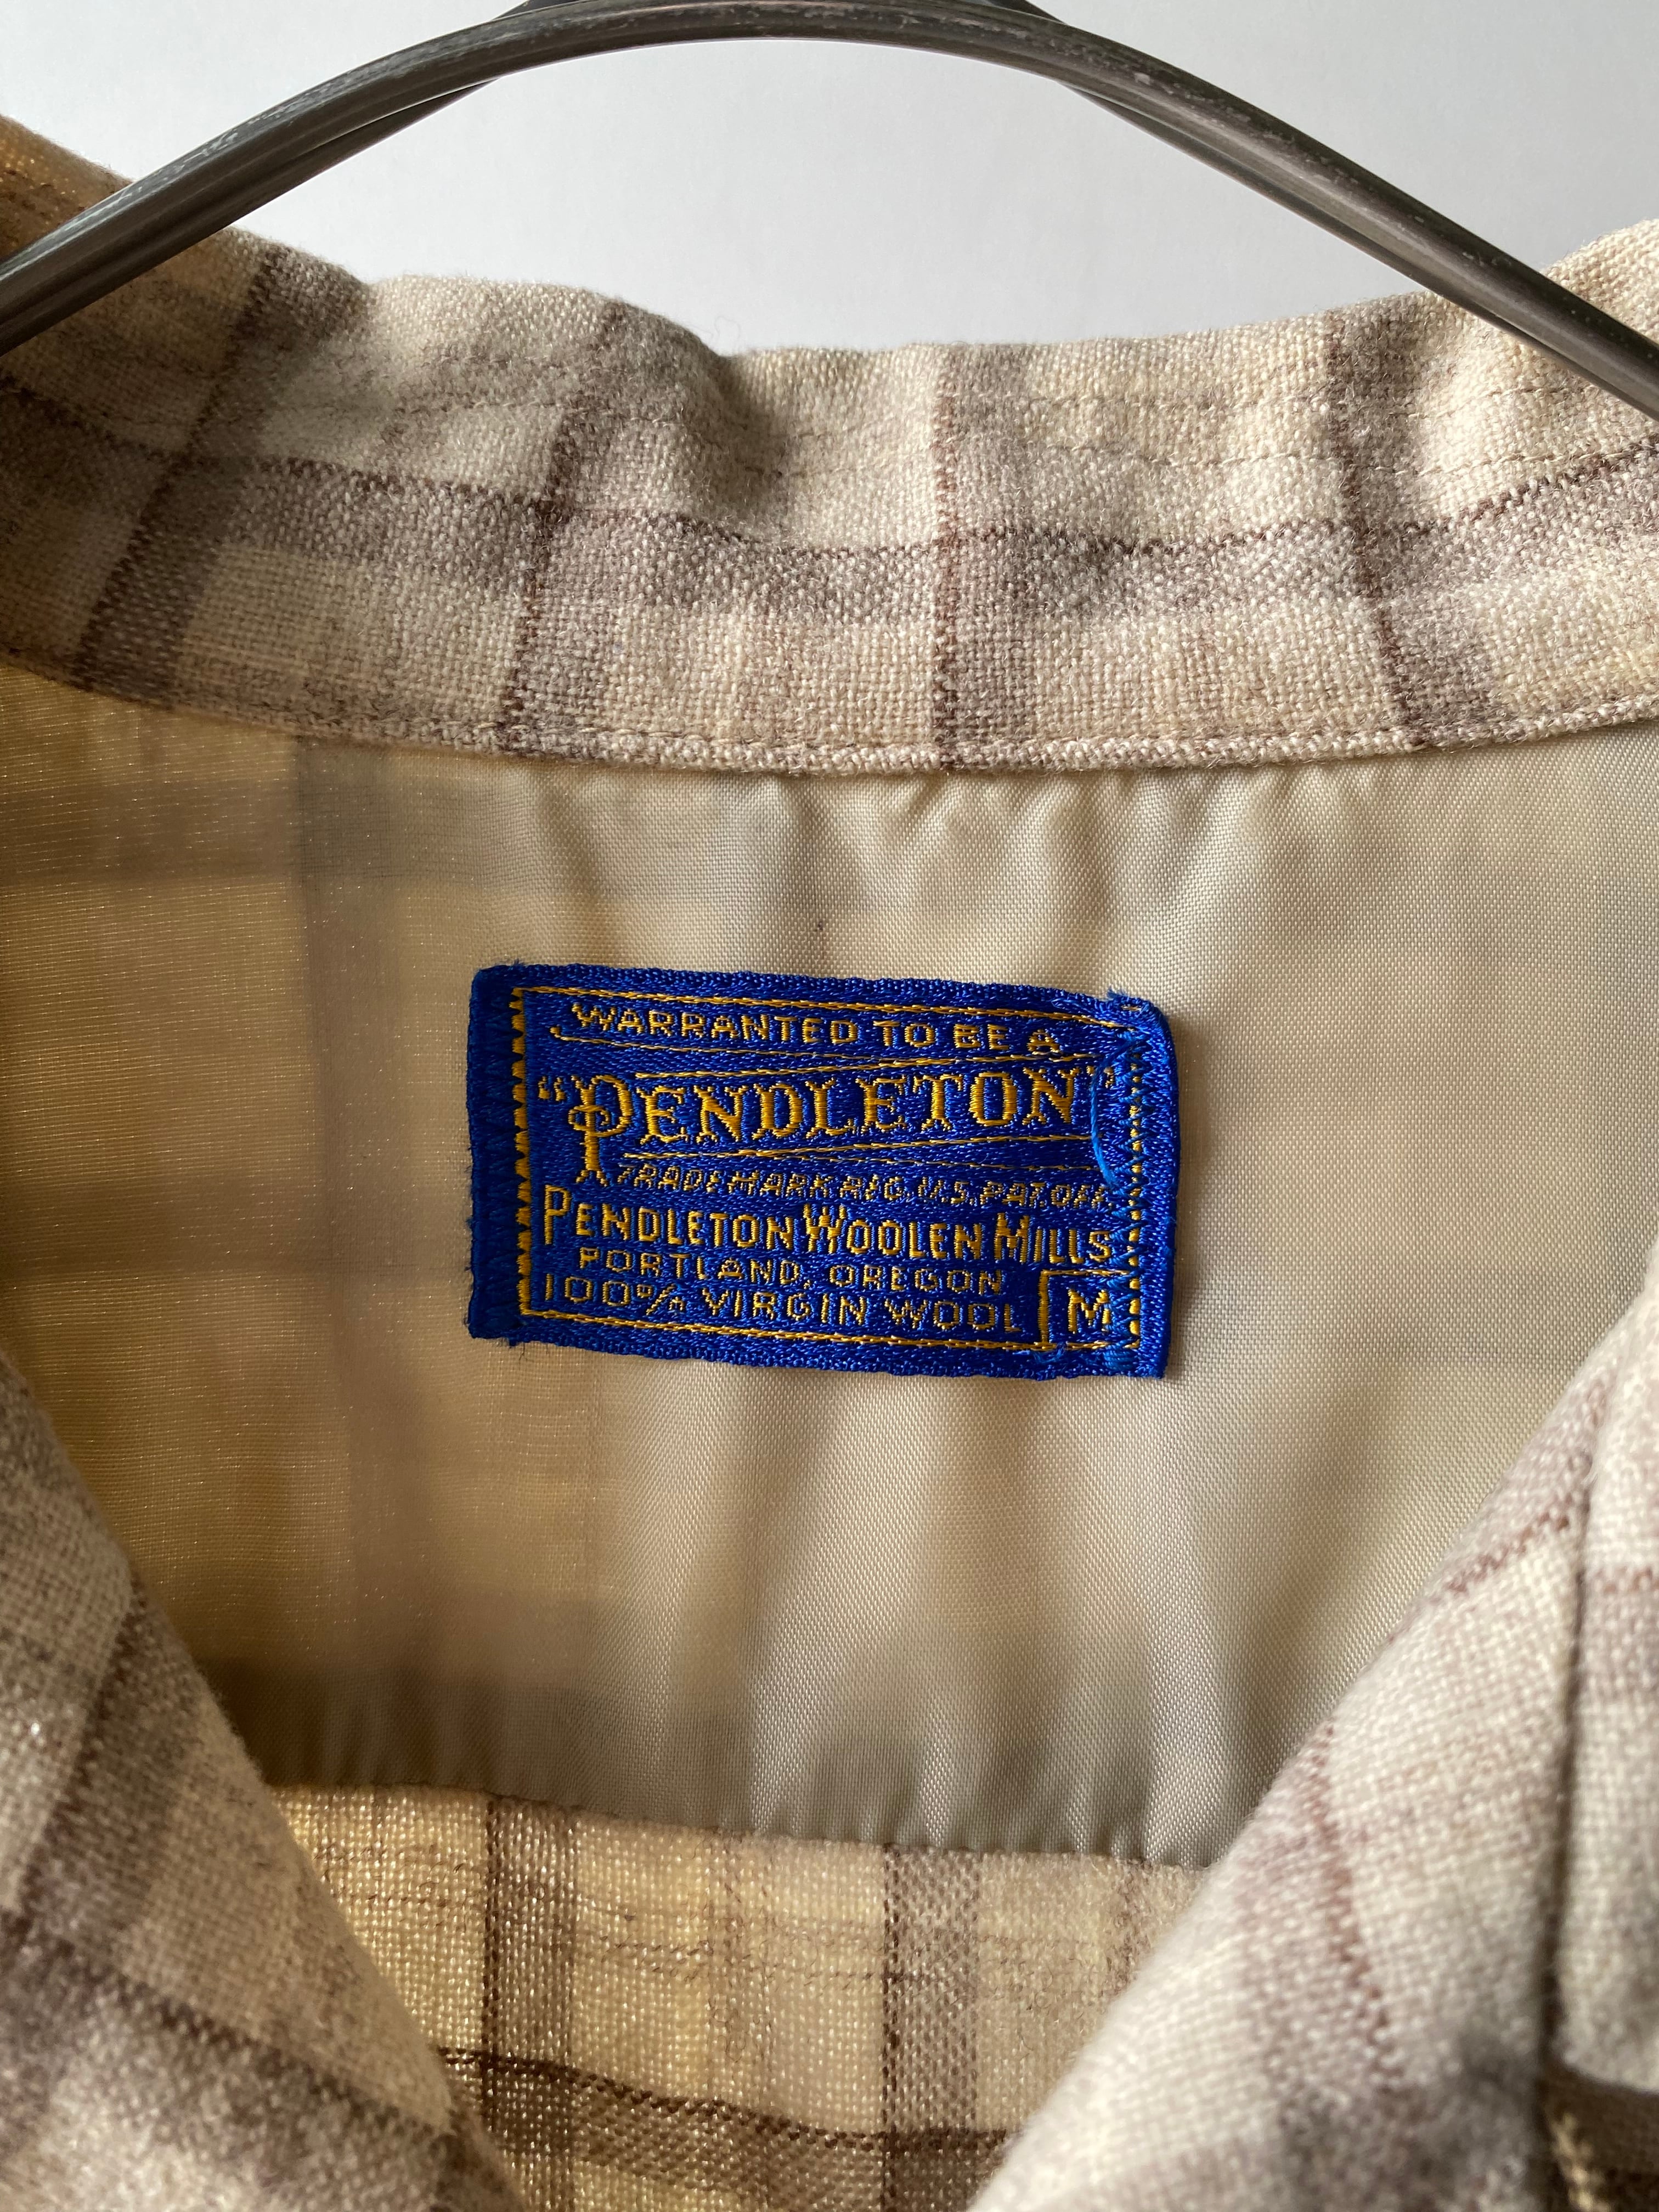 WARRANTED TO BE A
"PENDLETON"
TRADE MARK REG. U.S. PAT. OFF.
PENDLETON WOOLEN MILLS
PORTLAND, OREGON
100% VIRGIN WOOL M